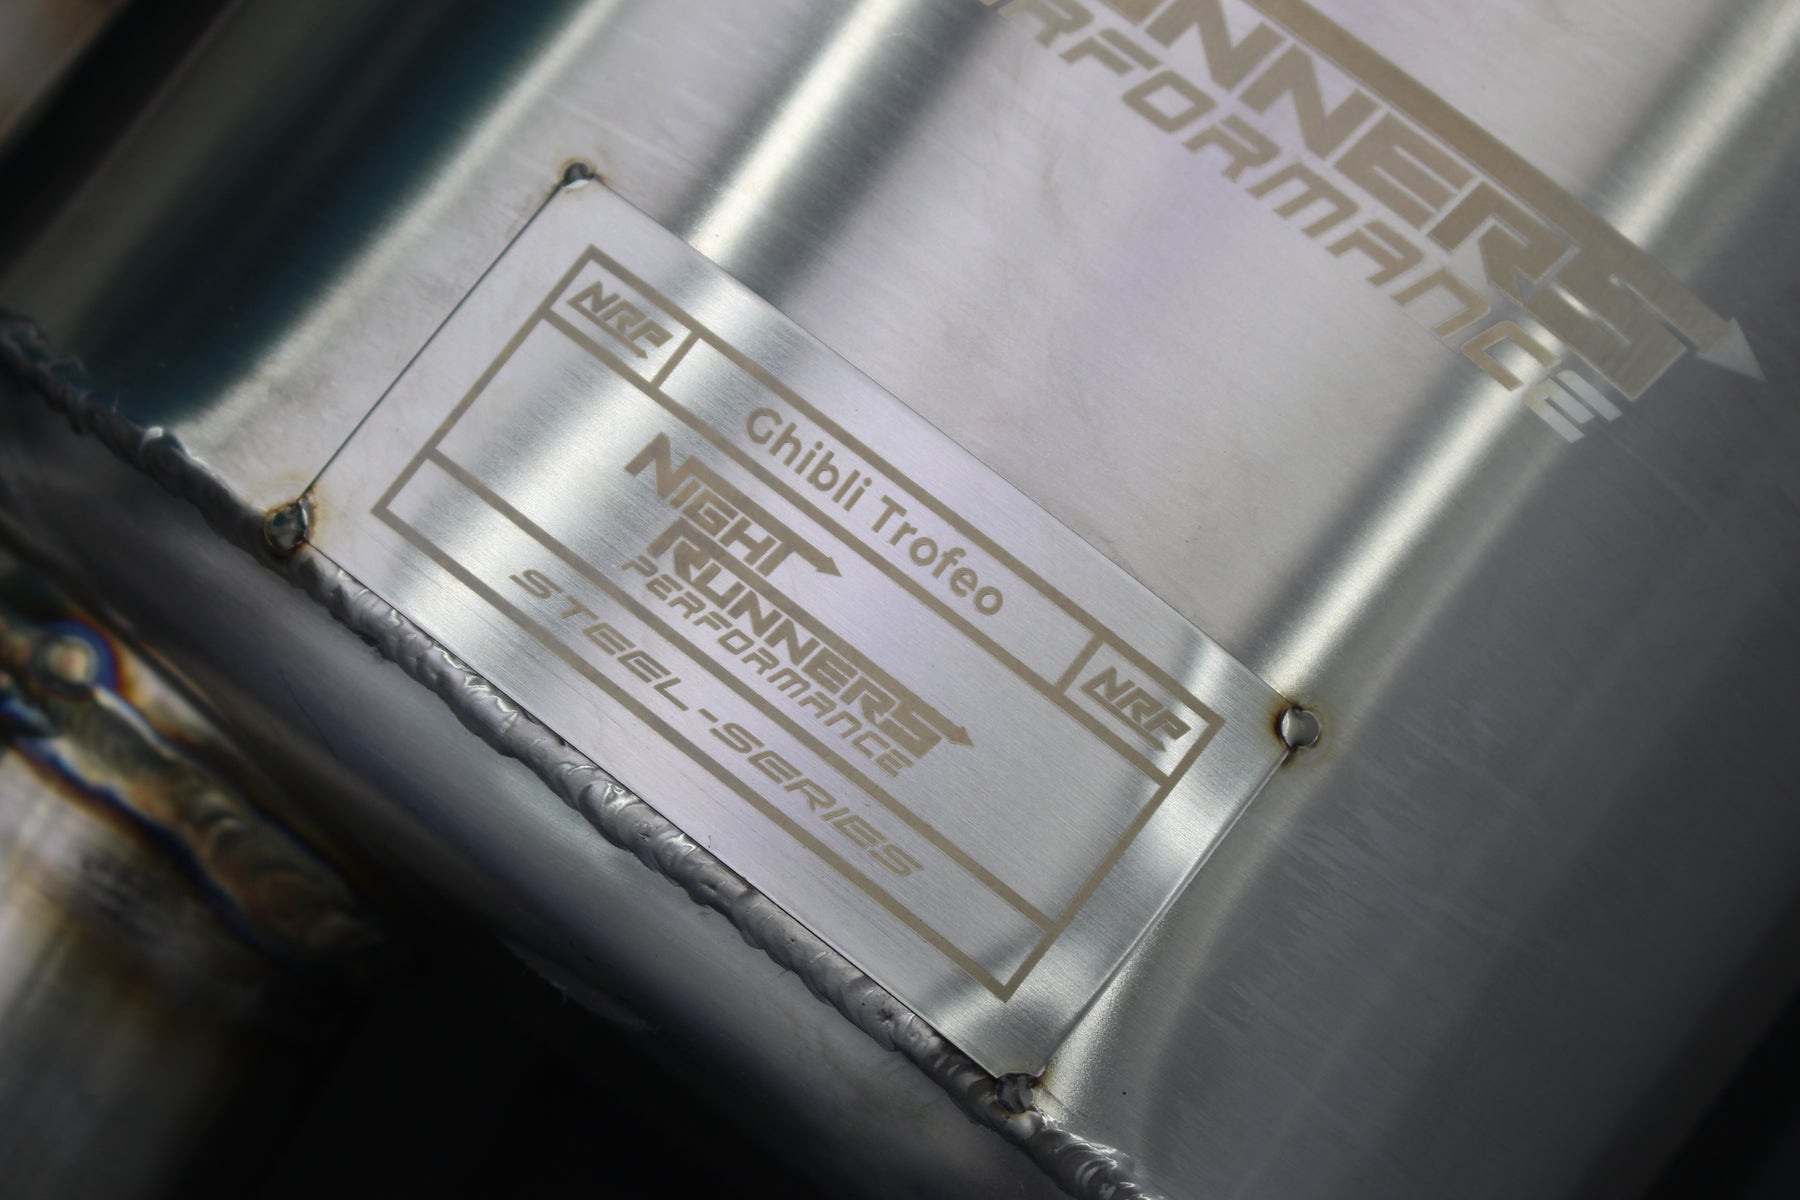 RUNNERS
PERFORMANCE
NRP
Ghibli Trofeo
NRP
NIGHT
RUNNERS
PERFORMANCE
STEEL-SERIES